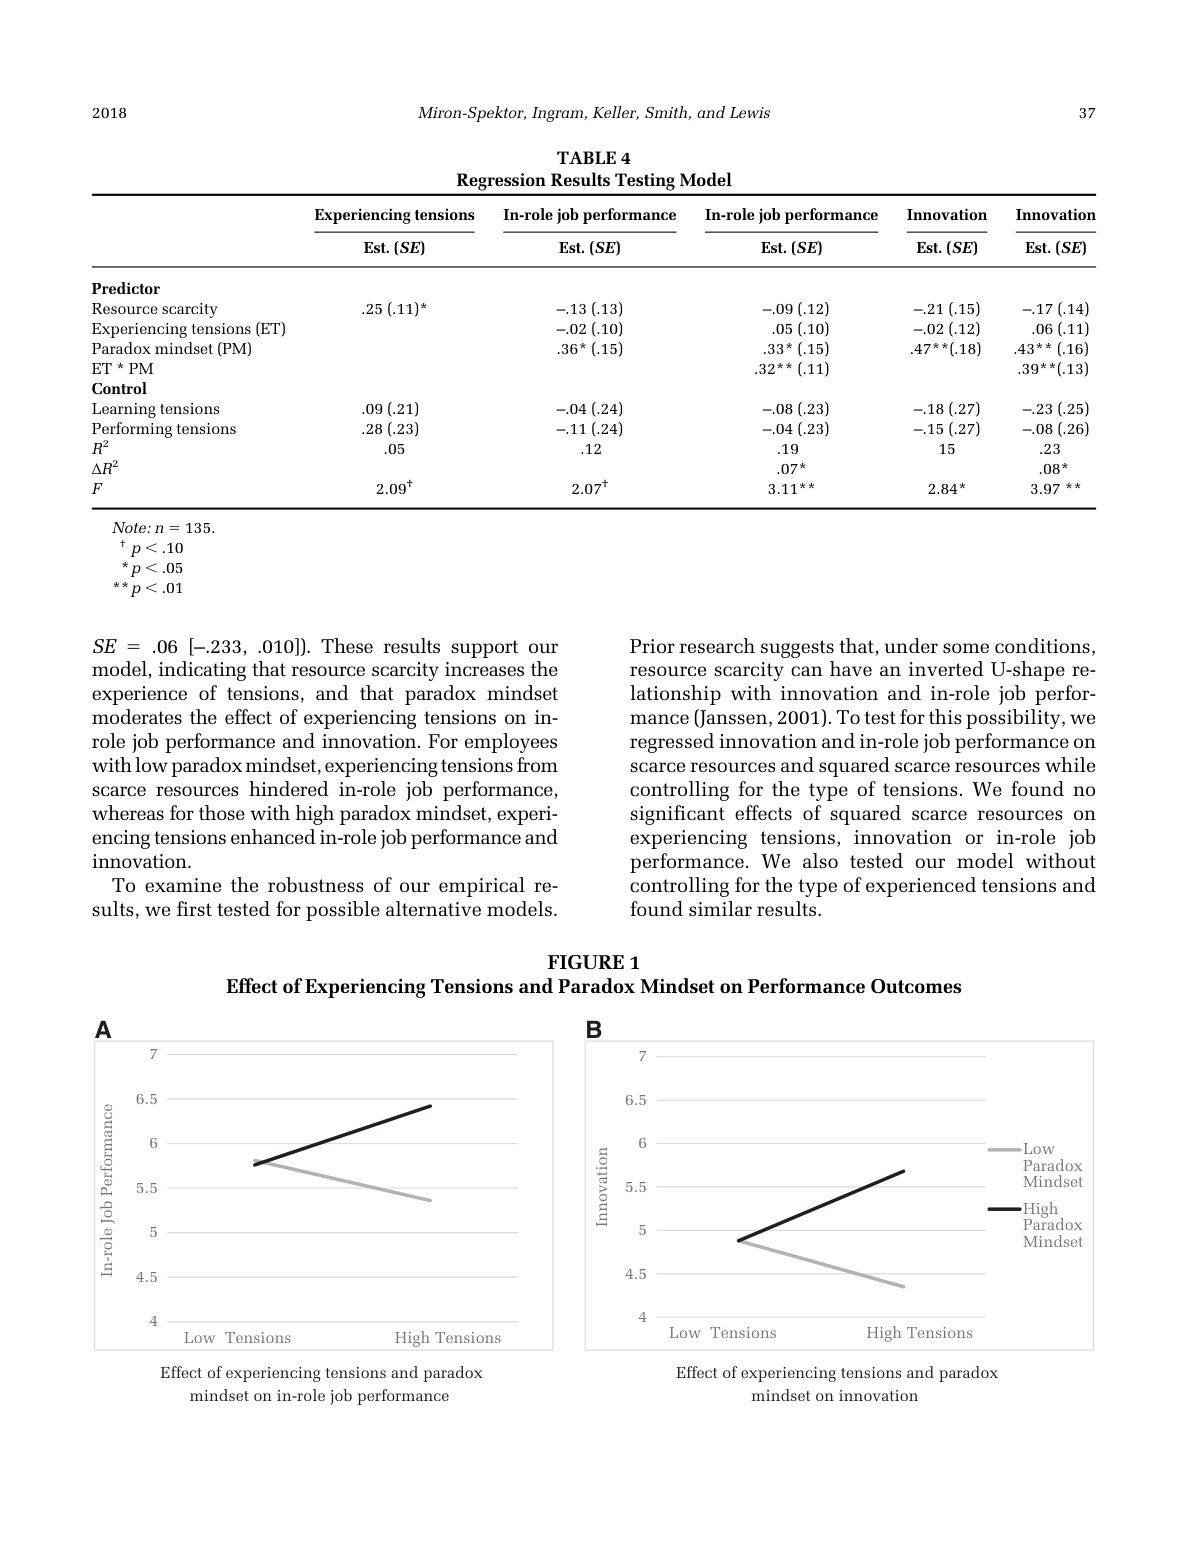 2018 Miron-Spektor, Ingram, Keller, Smith, and Lewis 37
TABLE 4
Regression Results Testing Model
Experiencing tensions In-role job performance In-role job performance Innovation Innovation
Est. (SE) Est. (SE) Est. (SE) Est. (SE) Est. (SE)
Predictor
Resource scarcity .25 (.11)* –.13 (.13) –.09 (.12) –.21 (.15) –.17 (.14)
Experiencing tensions (ET) –.02 (.10) .05 (.10) –.02 (.12) .06 (.11)
Paradox mindset (PM) .36* (.15) .33* (.15) .47**(.18) .43** (.16)
ET * PM .32** (.11) .39**(.13)
Control
Learning tensions .09 (.21) –.04 (.24) –.08 (.23) –.18 (.27) –.23 (.25)
Performing tensions .28 (.23) –.11 (.24) –.04 (.23) –.15 (.27) –.08 (.26)
R² .05 .12 .19 15 .23
ΔR² .07* .08*
F 2.09† 2.07† 3.11** 2.84* 3.97 **
Note: n = 135.
† p < .10
* p < .05
** p < .01
SE = .06 [–.233, .010]). These results support our
model, indicating that resource scarcity increases the
experience of tensions, and that paradox mindset
moderates the effect of experiencing tensions on in-
role job performance and innovation. For employees
with low paradox mindset, experiencing tensions from
scarce resources hindered in-role job performance,
whereas for those with high paradox mindset, experi-
encing tensions enhanced in-role job performance and
innovation.
To examine the robustness of our empirical re-
sults, we first tested for possible alternative models.
Prior research suggests that, under some conditions,
resource scarcity can have an inverted U-shape re-
lationship with innovation and in-role job perfor-
mance (Janssen, 2001). To test for this possibility, we
regressed innovation and in-role job performance on
scarce resources and squared scarce resources while
controlling for the type of tensions. We found no
significant effects of squared scarce resources on
experiencing tensions, innovation or in-role job
performance. We also tested our model without
controlling for the type of experienced tensions and
found similar results.
FIGURE 1
Effect of Experiencing Tensions and Paradox Mindset on Performance Outcomes
A
In-role Job Performance
7
6.5
6
5.5
5
4.5
4
Low Tensions High Tensions
Effect of experiencing tensions and paradox
mindset on in-role job performance
B
Innovation
7
6.5
6
5.5
5
4.5
4
Low Tensions High Tensions
Low
Paradox
Mindset
High
Paradox
Mindset
Effect of experiencing tensions and paradox
mindset on innovation